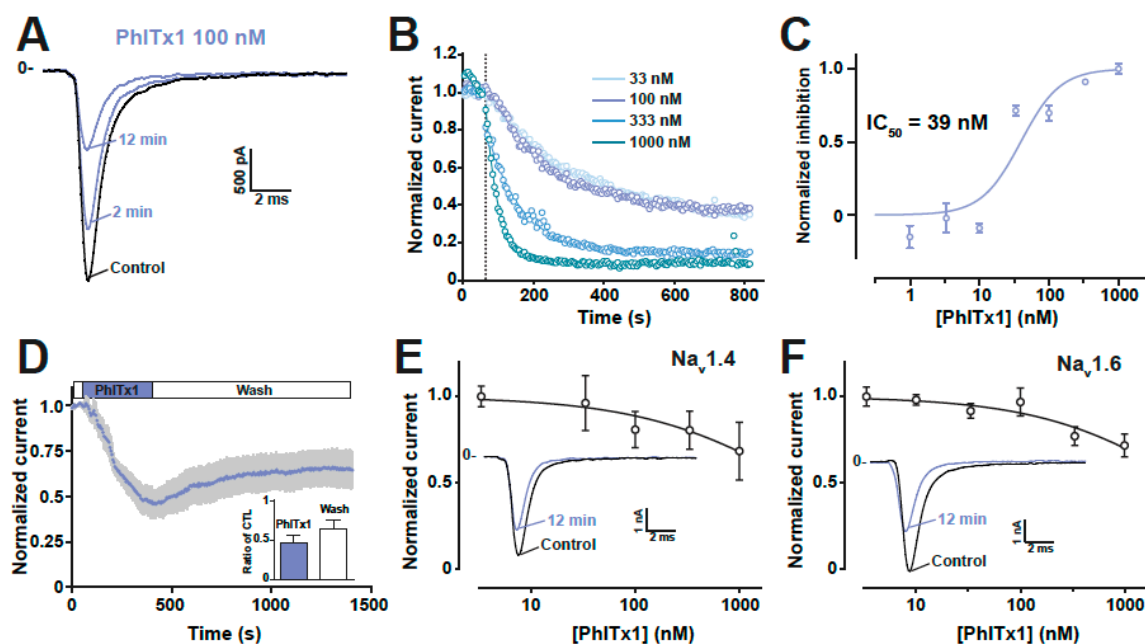 A
PhlTx1 100 nM
0-
12 min
2 min
Control
500 pA
2 ms
B
Normalized current
1.2
1.0
0.8
0.6
0.4
0.2
0
33 nM
100 nM
333 nM
1000 nM
0
200
400
600
800
Time (s)
C
Normalized inhibition
1.0
0.5
0
IC50 = 39 nM
1
10
100
1000
[PhlTx1] (nM)
D
PhlTx1
Wash
Normalized current
1.0
0.75
0.5
0.25
0
0
500
1000
1500
Time (s)
Ratio of CTL
1
0.5
0
PhlTx1
Wash
E
Nav1.4
Normalized current
1.0
0.5
0
0-
12 min
Control
1 nA
2 ms
10
100
1000
[PhlTx1] (nM)
F
Nav1.6
Normalized current
1.0
0.5
0
0-
12 min
Control
1 nA
2 ms
10
100
1000
[PhlTx1] (nM)